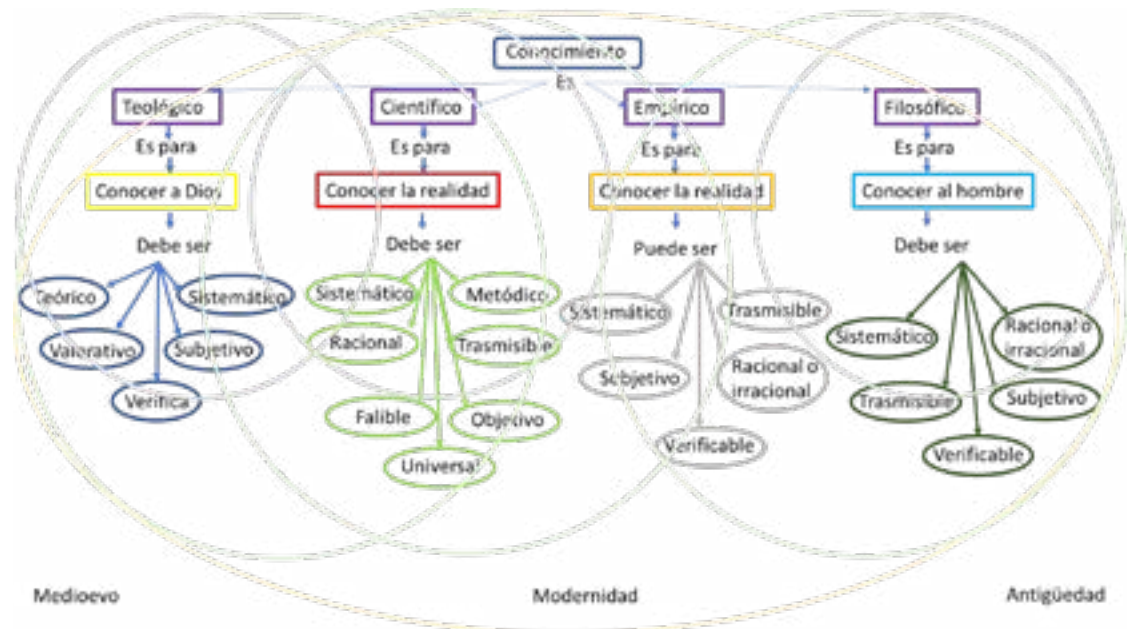 Conocimiento
Es
Teológico
Científico
Empírico
Filosófico
Es para
Es para
Es para
Es para
Conocer a Dios
Conocer la realidad
Conocer la realidad
Conocer al hombre
Debe ser
Debe ser
Puede ser
Debe ser
Teórico
Sistemático
Valorativo
Subjetivo
Verifica
Sistemático
Metódico
Racional
Trasmisible
Falible
Objetivo
Universal
Sistemático
Trasmisible
Subjetivo
Racional o
irracional
Verificable
Sistemático
Racional o
irracional
Trasmisible
Subjetivo
Verificable
Medioevo
Modernidad
Antigüedad